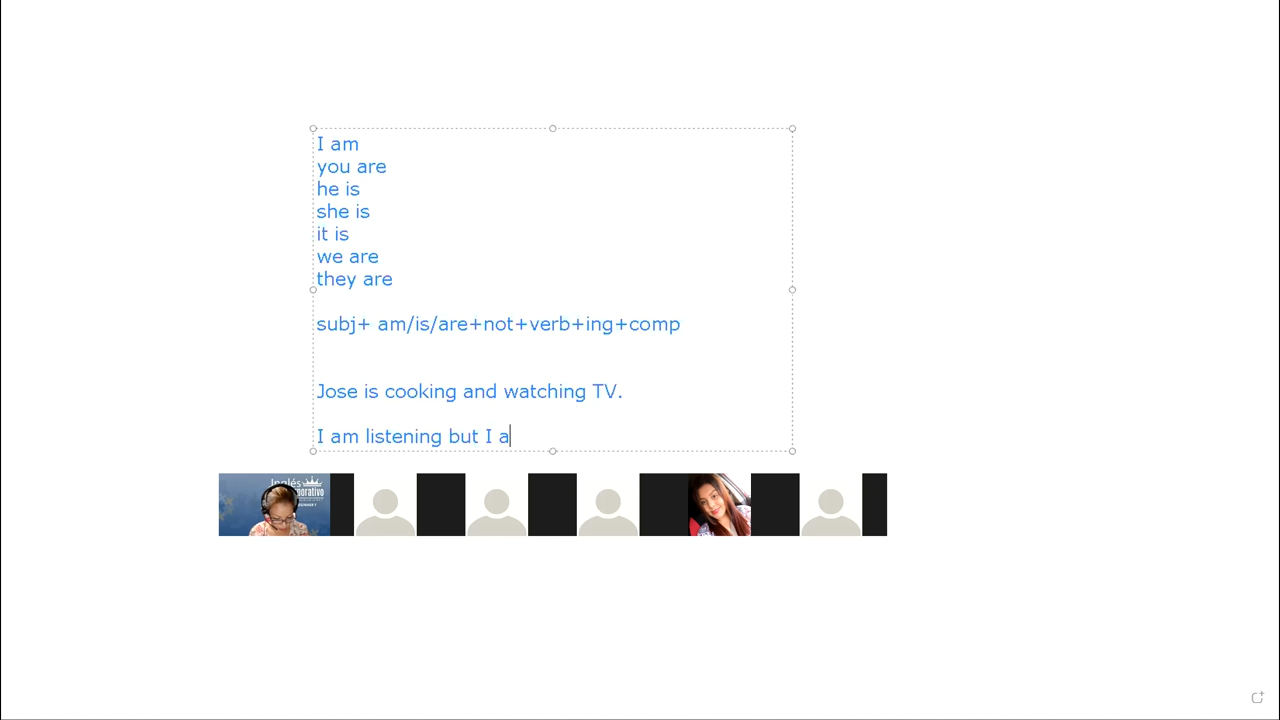 I am
you are
he is
she is
it is
we are
they are
subj+ am/is/are+not+verb+ing+comp
Jose is cooking and watching TV.
I am listening but I a
Inglés